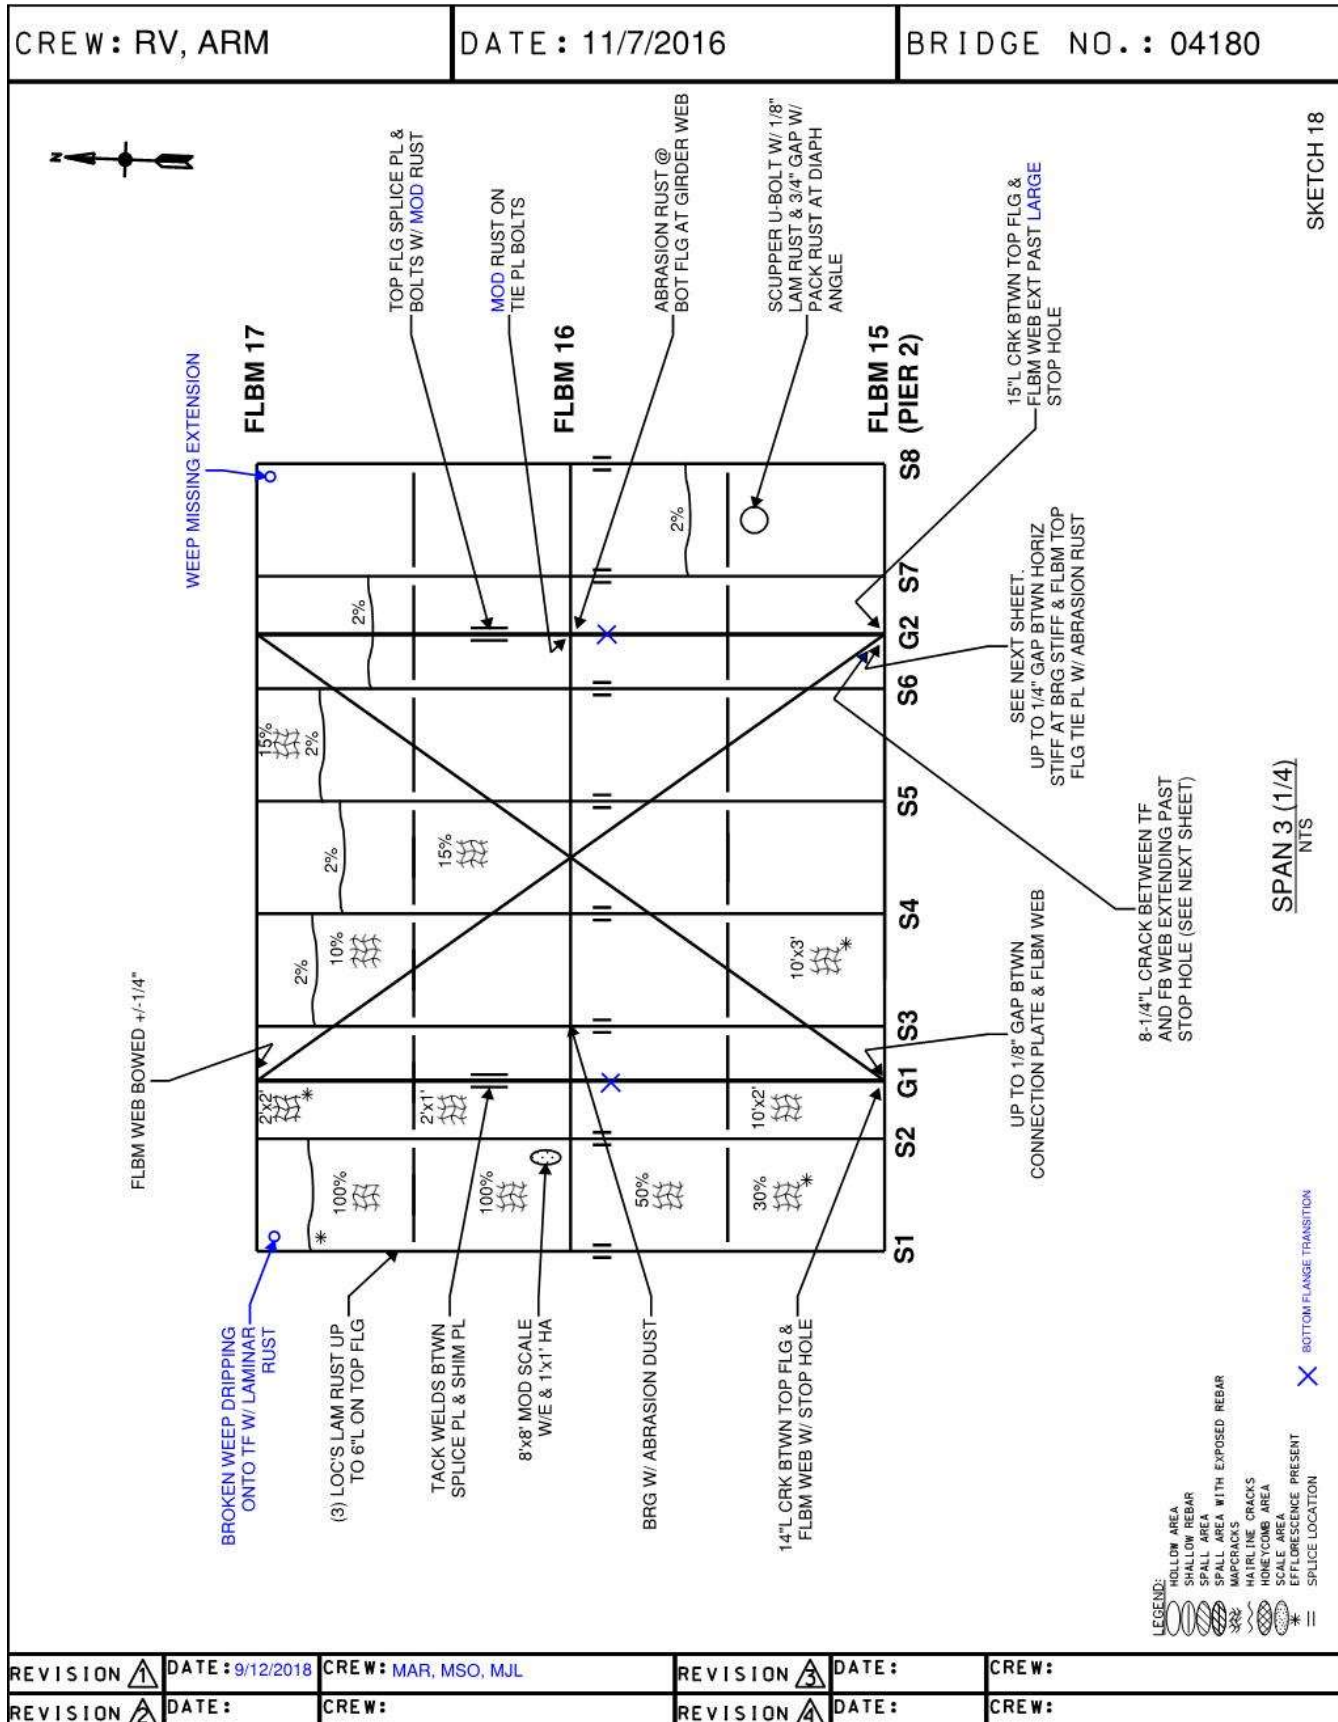 CREW: RV, ARM
DATE: 11/7/2016
BRIDGE NO.: 04180
N
WEEP MISSING EXTENSION
FLBM 17
TOP FLG SPLICE PL &
BOLTS W/ MOD RUST
MOD RUST ON
TIE PL BOLTS
FLBM 16
ABRASION RUST @
BOT FLG AT GIRDER WEB
SCUPPER U-BOLT W/ 1/8"
LAM RUST & 3/4" GAP W/
PACK RUST AT DIAPH
ANGLE
FLBM 15
(PIER 2)
15"L CRK BTWN TOP FLG &
FLBM WEB EXT PAST LARGE
STOP HOLE
SKETCH 18
FLBM WEB BOWED +/-1/4"
2%
2%
15%
2%
2%
15%
2%
10%
10'x3'
*
2'x2'
*
2'x1'
10'x2'
*
100%
100%
50%
30%
*
S8
S7
G2
S6
S5
S4
S3
G1
S2
S1
SEE NEXT SHEET.
UP TO 1/4" GAP BTWN HORIZ
STIFF AT BRG STIFF & FLBM TOP
FLG TIE PL W/ ABRASION RUST
UP TO 1/8" GAP BTWN
CONNECTION PLATE & FLBM WEB
8-1/4"L CRACK BETWEEN TF
AND FB WEB EXTENDING PAST
STOP HOLE (SEE NEXT SHEET)
SPAN 3 (1/4)
NTS
BROKEN WEEP DRIPPING
ONTO TF W/ LAMINAR
RUST
(3) LOC'S LAM RUST UP
TO 6"L ON TOP FLG
TACK WELDS BTWN
SPLICE PL & SHIM PL
8'x8' MOD SCALE
W/E & 1'x1' HA
BRG W/ ABRASION DUST
14"L CRK BTWN TOP FLG &
FLBM WEB W/ STOP HOLE
LEGEND:
HOLLOW AREA
SHALLOW REBAR
SPALL AREA
SPALL AREA WITH EXPOSED REBAR
MAPCRACKS
HAIRLINE CRACKS
HONEYCOMB AREA
SCALE AREA
* EFFLORESCENCE PRESENT
SPLICE LOCATION
BOTTOM FLANGE TRANSITION
REVISION 1 DATE: 9/12/2018 CREW: MAR, MSO, MJL
REVISION 3 DATE: CREW:
REVISION 2 DATE: CREW:
REVISION 4 DATE: CREW: